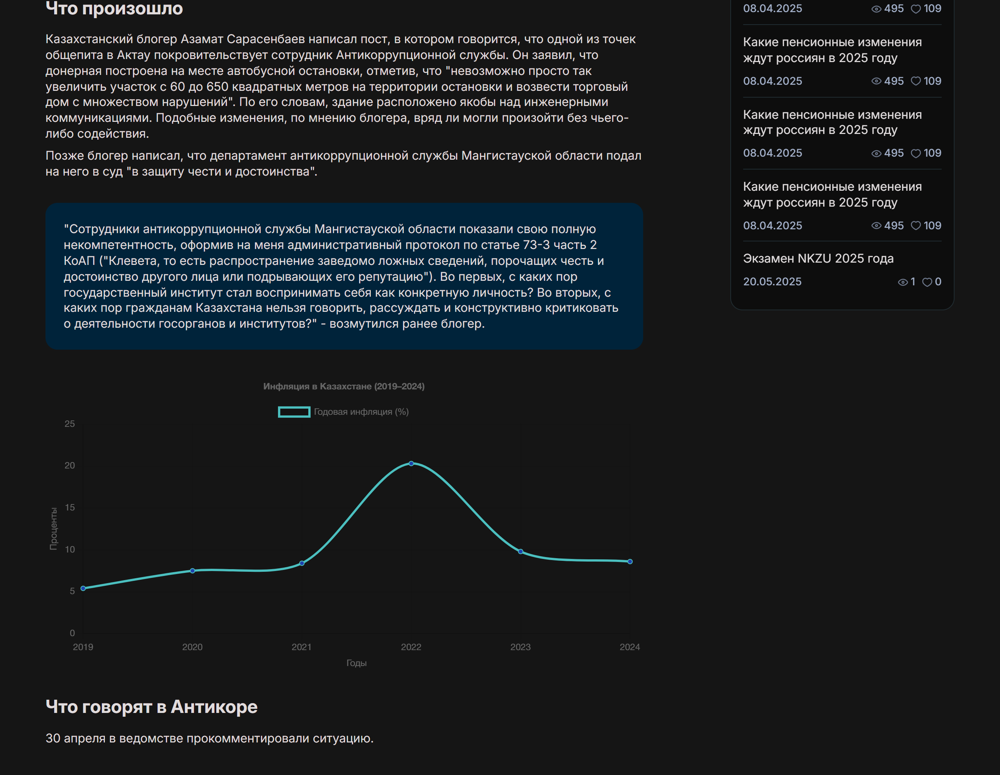 Что произошло
Казахстанский блогер Азамат Сарасенбаев написал пост, в котором говорится, что одной из точек
общепита в Актау покровительствует сотрудник Антикоррупционной службы. Он заявил, что
донерная построена на месте автобусной остановки, отметив, что "невозможно просто так
увеличить участок с 60 до 650 квадратных метров на территории остановки и возвести торговый
дом с множеством нарушений". По его словам, здание расположено якобы над инженерными
коммуникациями. Подобные изменения, по мнению блогера, вряд ли могли произойти без чьего-
либо содействия.
Позже блогер написал, что департамент антикоррупционной службы Мангистауской области подал
на него в суд "в защиту чести и достоинства".
"Сотрудники антикоррупционной службы Мангистауской области показали свою полную
некомпетентность, оформив на меня административный протокол по статье 73-3 часть 2
КоАП ("Клевета, то есть распространение заведомо ложных сведений, порочащих честь и
достоинство другого лица или подрывающих его репутацию"). Во первых, с каких пор
государственный институт стал воспринимать себя как конкретную личность? Во вторых, с
каких пор гражданам Казахстана нельзя говорить, рассуждать и конструктивно критиковать
о деятельности госорганов и институтов?" - возмутился ранее блогер.
Инфляция в Казахстане (2019–2024)
Годовая инфляция (%)
25
20
15
10
5
0
Проценты
2019 2020 2021 2022 2023 2024
Годы
Что говорят в Антикоре
30 апреля в ведомстве прокомментировали ситуацию.
08.04.2025 495 109
Какие пенсионные изменения
ждут россиян в 2025 году
08.04.2025 495 109
Какие пенсионные изменения
ждут россиян в 2025 году
08.04.2025 495 109
Какие пенсионные изменения
ждут россиян в 2025 году
08.04.2025 495 109
Экзамен NKZU 2025 года
20.05.2025 1 0